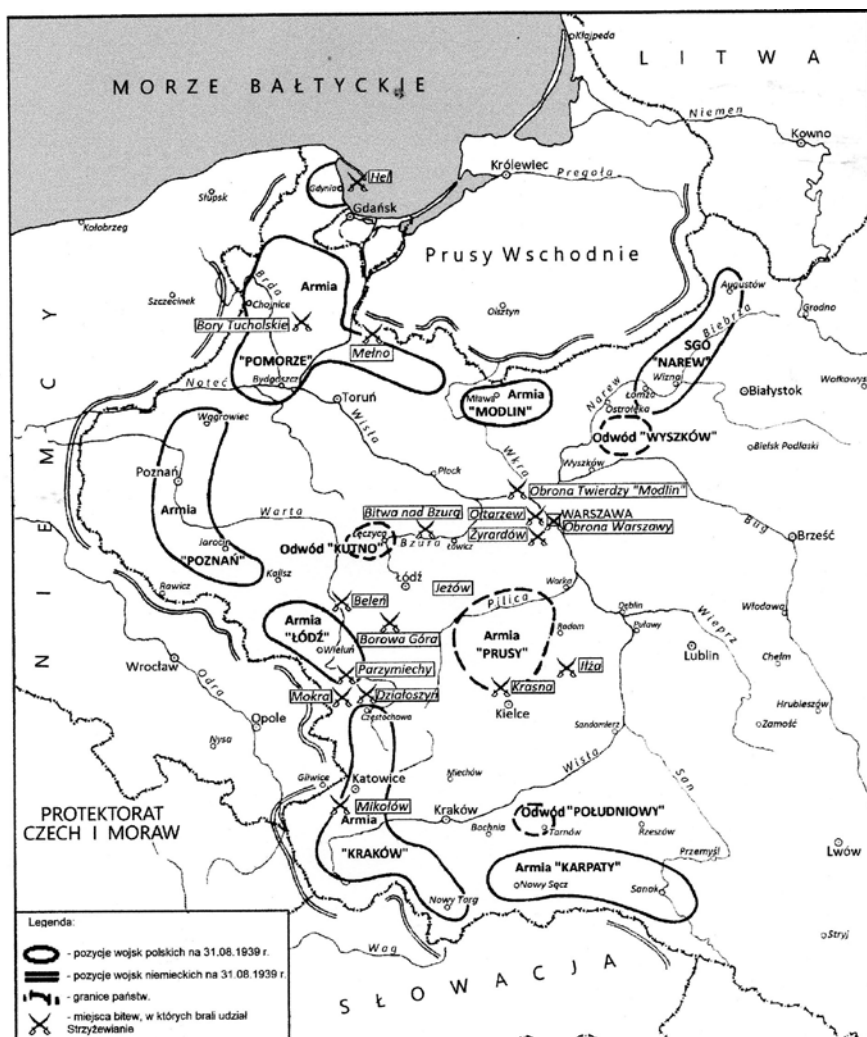 Kłajpeda
L I T W A
MORZE BAŁTYCKIE
Niemen
Kowno
Hel
Gdynia
Królewiec
Pregoła
Słupsk
Gdańsk
Kołobrzeg
Prusy Wschodnie
Armia
Brda
Szczecinek
Chojnice
Olsztyn
Augustów
Grodno
Bory Tucholskie
Biebrza
Mełno
SGO
"NAREW"
"POMORZE"
Wizna
Łomża
Białystok
Wołkowysk
Noteć
Bydgoszcz
Toruń
Mława
Armia
"MODLIN"
Narew
Ostrołęka
Wągrowiec
Wisła
Odwód "WYSZKÓW"
Bielsk Podlaski
Wkra
Wyszków
Poznań
Płock
Obrona Twierdzy "Modlin"
N I E M C Y
Armia
Warta
Bitwa nad Bzurą
Ołtarzew
WARSZAWA
Obrona Warszawy
Bug
Łęczyca
Żyrardów
Brześć
Jarocin
Odwód "KUTNO"
Bzura
Łowicz
"POZNAŃ"
Kalisz
Łódź
Jeżów
Warka
Rawicz
Beleń
Pilica
Dęblin
Wieprz
Włodawa
Armia
"ŁÓDŹ"
Borowa Góra
Armia
"PRUSY"
Radom
Puławy
Wieluń
Wrocław
Lublin
Chełm
Parzymiechy
Iłża
Odra
Mokra
Działoszyn
Krasna
Hrubieszów
Częstochowa
Kielce
Zamość
Opole
Sandomierz
Nysa
Gliwice
Katowice
Miechów
Wisła
San
PROTEKTORAT
CZECH I MORAW
Mikołów
Armia
Kraków
Odwód "POŁUDNIOWY"
Bochnia
Tarnów
Rzeszów
"KRAKÓW"
Armia "KARPATY"
Przemyśl
Lwów
Nowy Sącz
Sanok
Nowy Targ
Stryj
Wag
S Ł O W A C J A
Legenda:
- pozycje wojsk polskich na 31.08.1939 r.
- pozycje wojsk niemieckich na 31.08.1939 r.
- granice państw.
- miejsca bitew, w których brali udział
Strzyżewianie